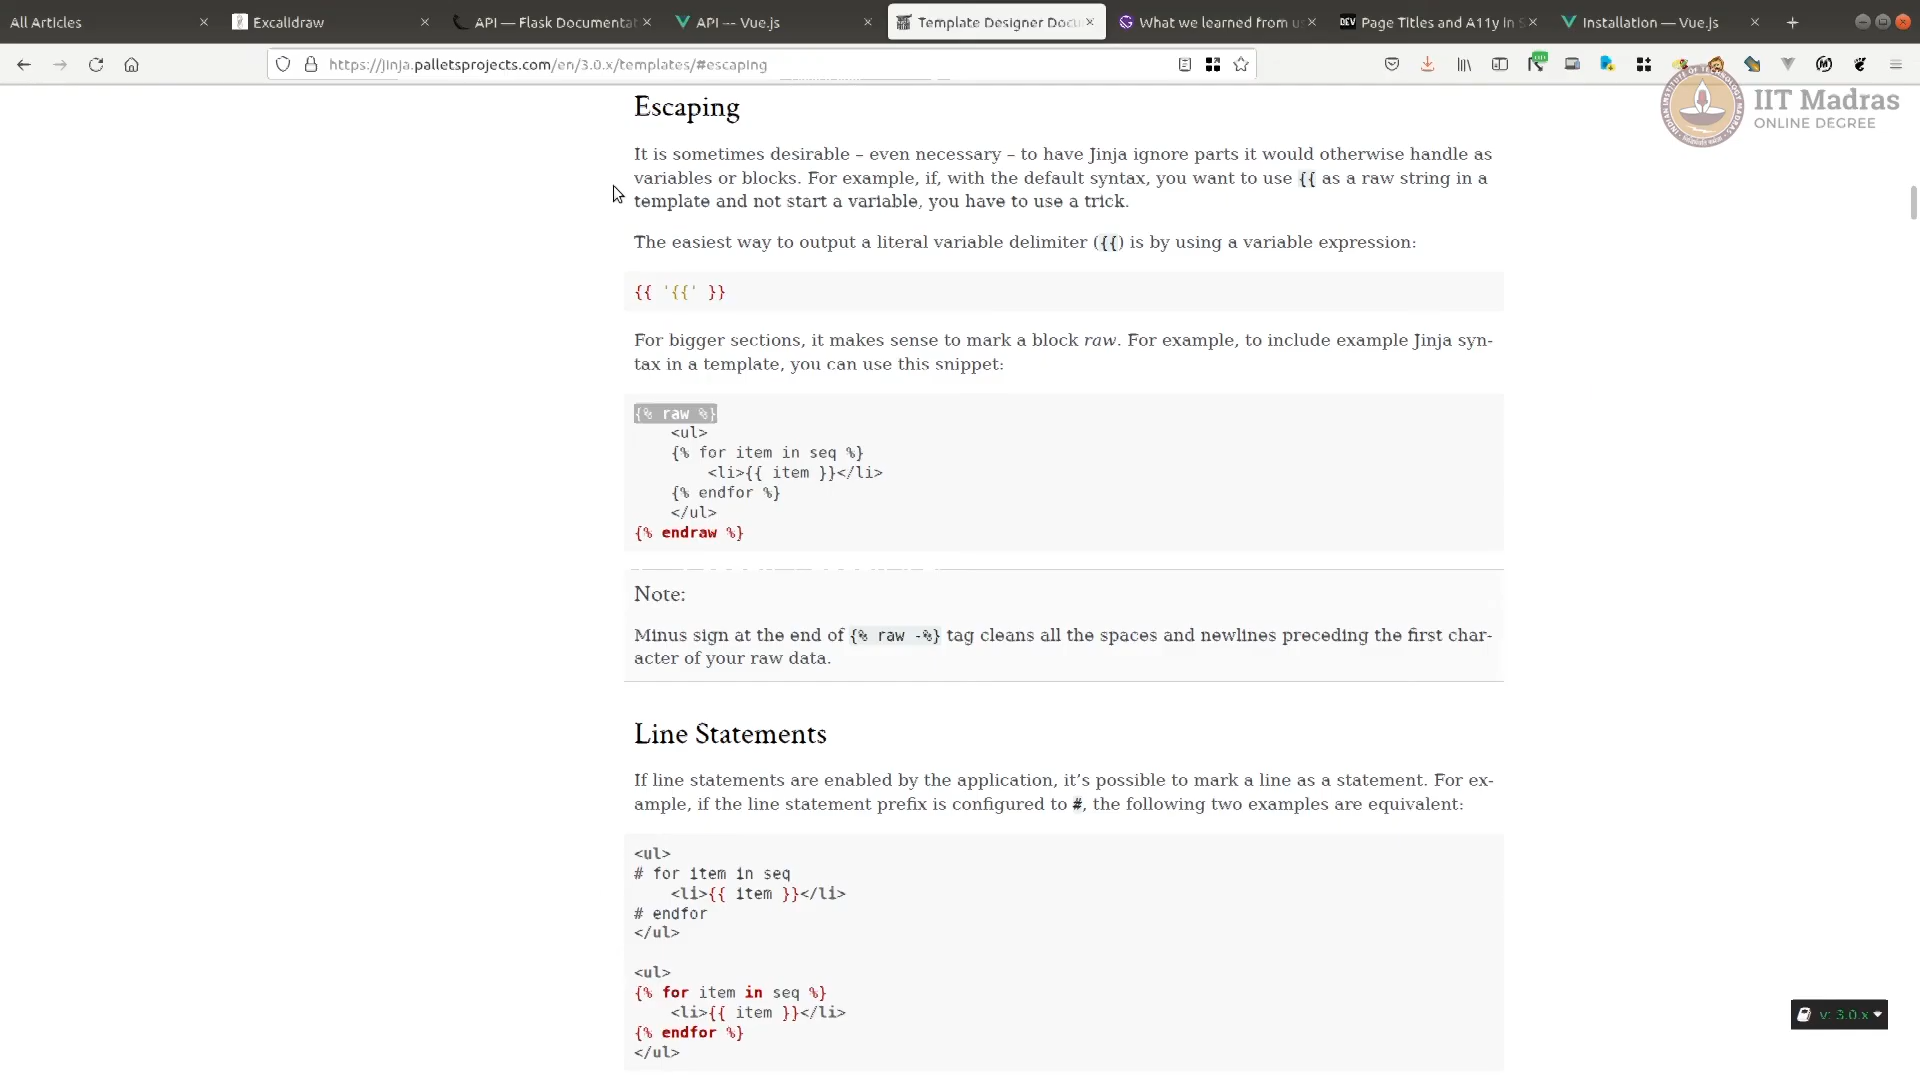 All Articles
Excalidraw
API — Flask Documentat
API — Vue.js
Template Designer Docu
What we learned from u
DEV Page Titles and A11y in S
Installation — Vue.js
https://jinja.palletsprojects.com/en/3.0.x/templates/#escaping
IIT Madras
ONLINE DEGREE
Escaping
It is sometimes desirable – even necessary – to have Jinja ignore parts it would otherwise handle as
variables or blocks. For example, if, with the default syntax, you want to use {{ as a raw string in a
template and not start a variable, you have to use a trick.
The easiest way to output a literal variable delimiter ({{) is by using a variable expression:
{{ '{{' }}
For bigger sections, it makes sense to mark a block raw. For example, to include example Jinja syn-
tax in a template, you can use this snippet:
{% raw %}
<ul>
{% for item in seq %}
<li>{{ item }}</li>
{% endfor %}
</ul>
{% endraw %}
Note:
Minus sign at the end of {% raw -%} tag cleans all the spaces and newlines preceding the first char-
acter of your raw data.
Line Statements
If line statements are enabled by the application, it's possible to mark a line as a statement. For ex-
ample, if the line statement prefix is configured to #, the following two examples are equivalent:
<ul>
# for item in seq
<li>{{ item }}</li>
# endfor
</ul>
<ul>
{% for item in seq %}
<li>{{ item }}</li>
{% endfor %}
</ul>
v: 3.0.x